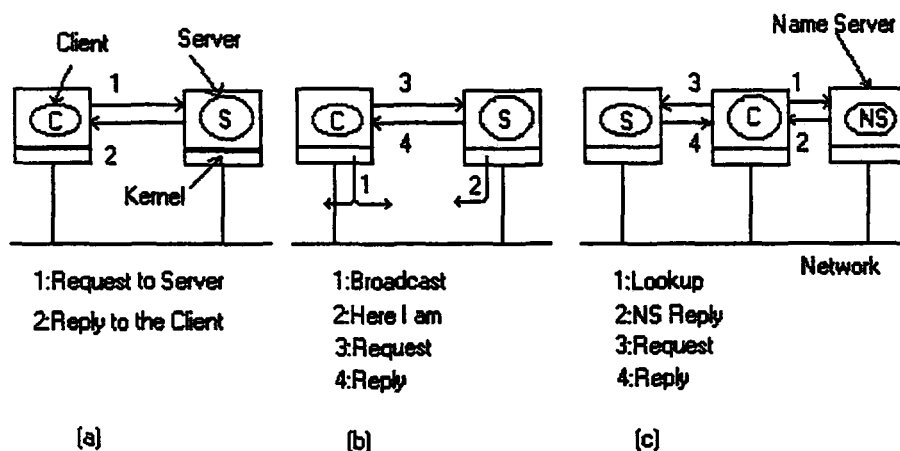 Client
Server
Name Server
1
3
3
1
C
S
C
S
S
C
NS
2
4
4
2
Kernel
1
2
Network
1:Request to Server
2:Reply to the Client
1:Broadcast
2:Here I am
3:Request
4:Reply
1:Lookup
2:NS Reply
3:Request
4:Reply
(a)
(b)
(c)